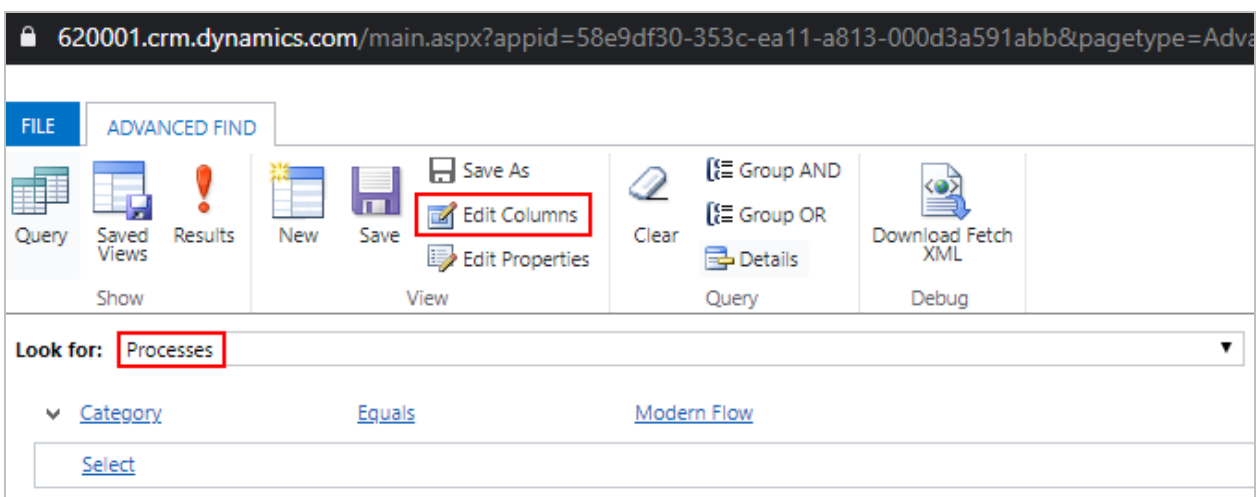 620001.crm.dynamics.com/main.aspx?appid=58e9df30-353c-ea11-a813-000d3a591abb&pagetype=Adva
FILE
ADVANCED FIND
Query
Saved Views
Results
New
Save
Save As
Edit Columns
Edit Properties
Clear
Group AND
Group OR
Details
Download Fetch XML
Show
View
Query
Debug
Look for: Processes
Category Equals Modern Flow
Select